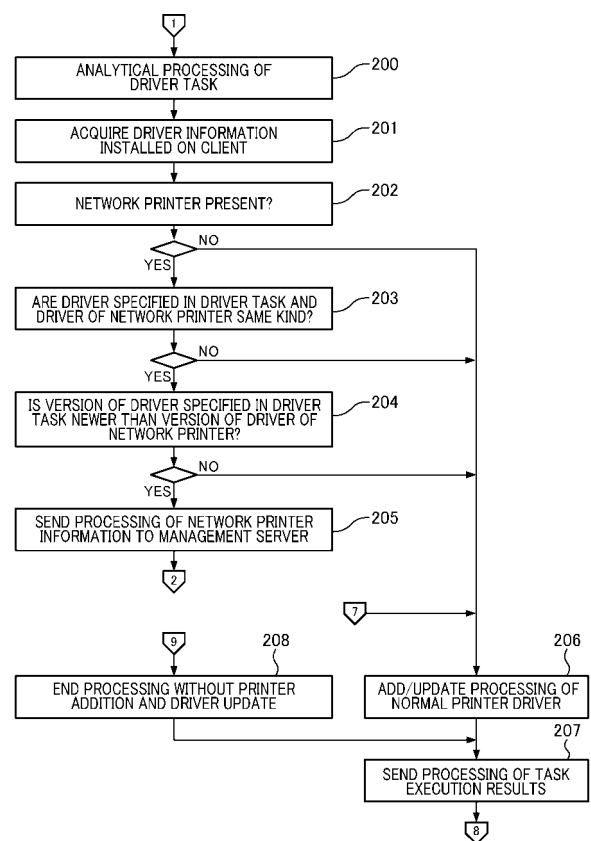 1
ANALYTICAL PROCESSING OF
DRIVER TASK
200
ACQUIRE DRIVER INFORMATION
INSTALLED ON CLIENT
201
NETWORK PRINTER PRESENT?
202
NO
YES
ARE DRIVER SPECIFIED IN DRIVER TASK AND
DRIVER OF NETWORK PRINTER SAME KIND?
203
NO
YES
IS VERSION OF DRIVER SPECIFIED IN DRIVER
TASK NEWER THAN VERSION OF DRIVER OF
NETWORK PRINTER?
204
NO
YES
SEND PROCESSING OF NETWORK PRINTER
INFORMATION TO MANAGEMENT SERVER
205
2
7
9
208
END PROCESSING WITHOUT PRINTER
ADDITION AND DRIVER UPDATE
206
ADD/UPDATE PROCESSING OF
NORMAL PRINTER DRIVER
207
SEND PROCESSING OF TASK
EXECUTION RESULTS
8